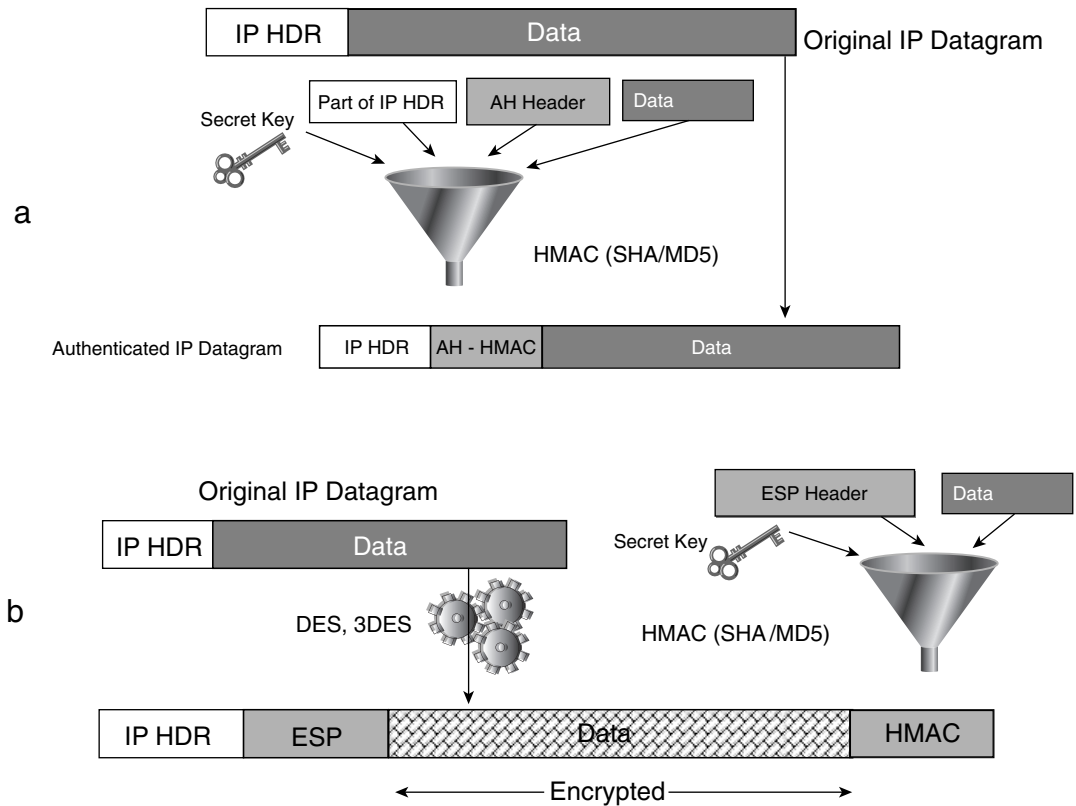 IP HDR
Data
Original IP Datagram
Part of IP HDR
AH Header
Data
Secret Key
a
HMAC (SHA/MD5)
Authenticated IP Datagram
IP HDR
AH - HMAC
Data
Original IP Datagram
IP HDR
Data
ESP Header
Data
Secret Key
b
DES, 3DES
HMAC (SHA /MD5)
IP HDR
ESP
Data
HMAC
Encrypted